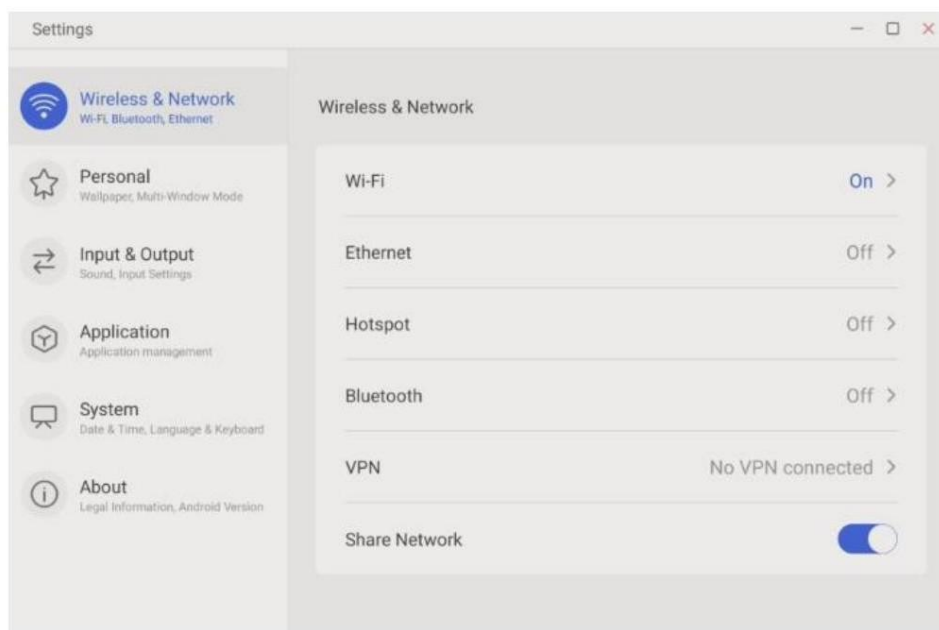 Settings
Wireless & Network
Wi-Fi, Bluetooth, Ethernet
Personal
Wallpaper, Multi-Window Mode
Input & Output
Sound, Input Settings
Application
Application management
System
Date & Time, Language & Keyboard
About
Legal Information, Android Version
Wireless & Network
Wi-Fi On
Ethernet Off
Hotspot Off
Bluetooth Off
VPN No VPN connected
Share Network